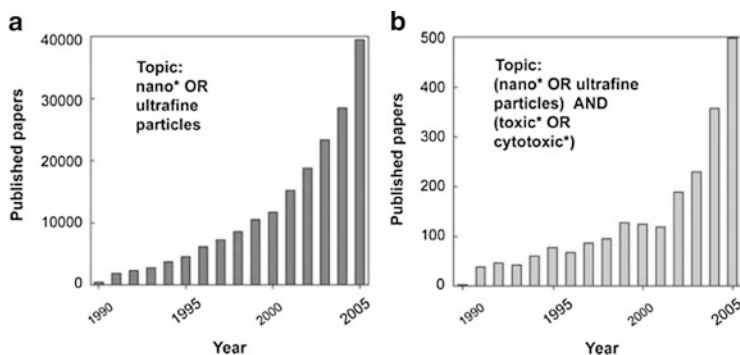 a
40000
30000
20000
10000
0
Published papers
Topic:
nano* OR
ultrafine
particles
1990
1995
2000
2005
Year
b
500
400
300
200
100
0
Published papers
Topic:
(nano* OR ultrafine
particles) AND
(toxic* OR
cytotoxic*)
1990
1995
2000
2005
Year